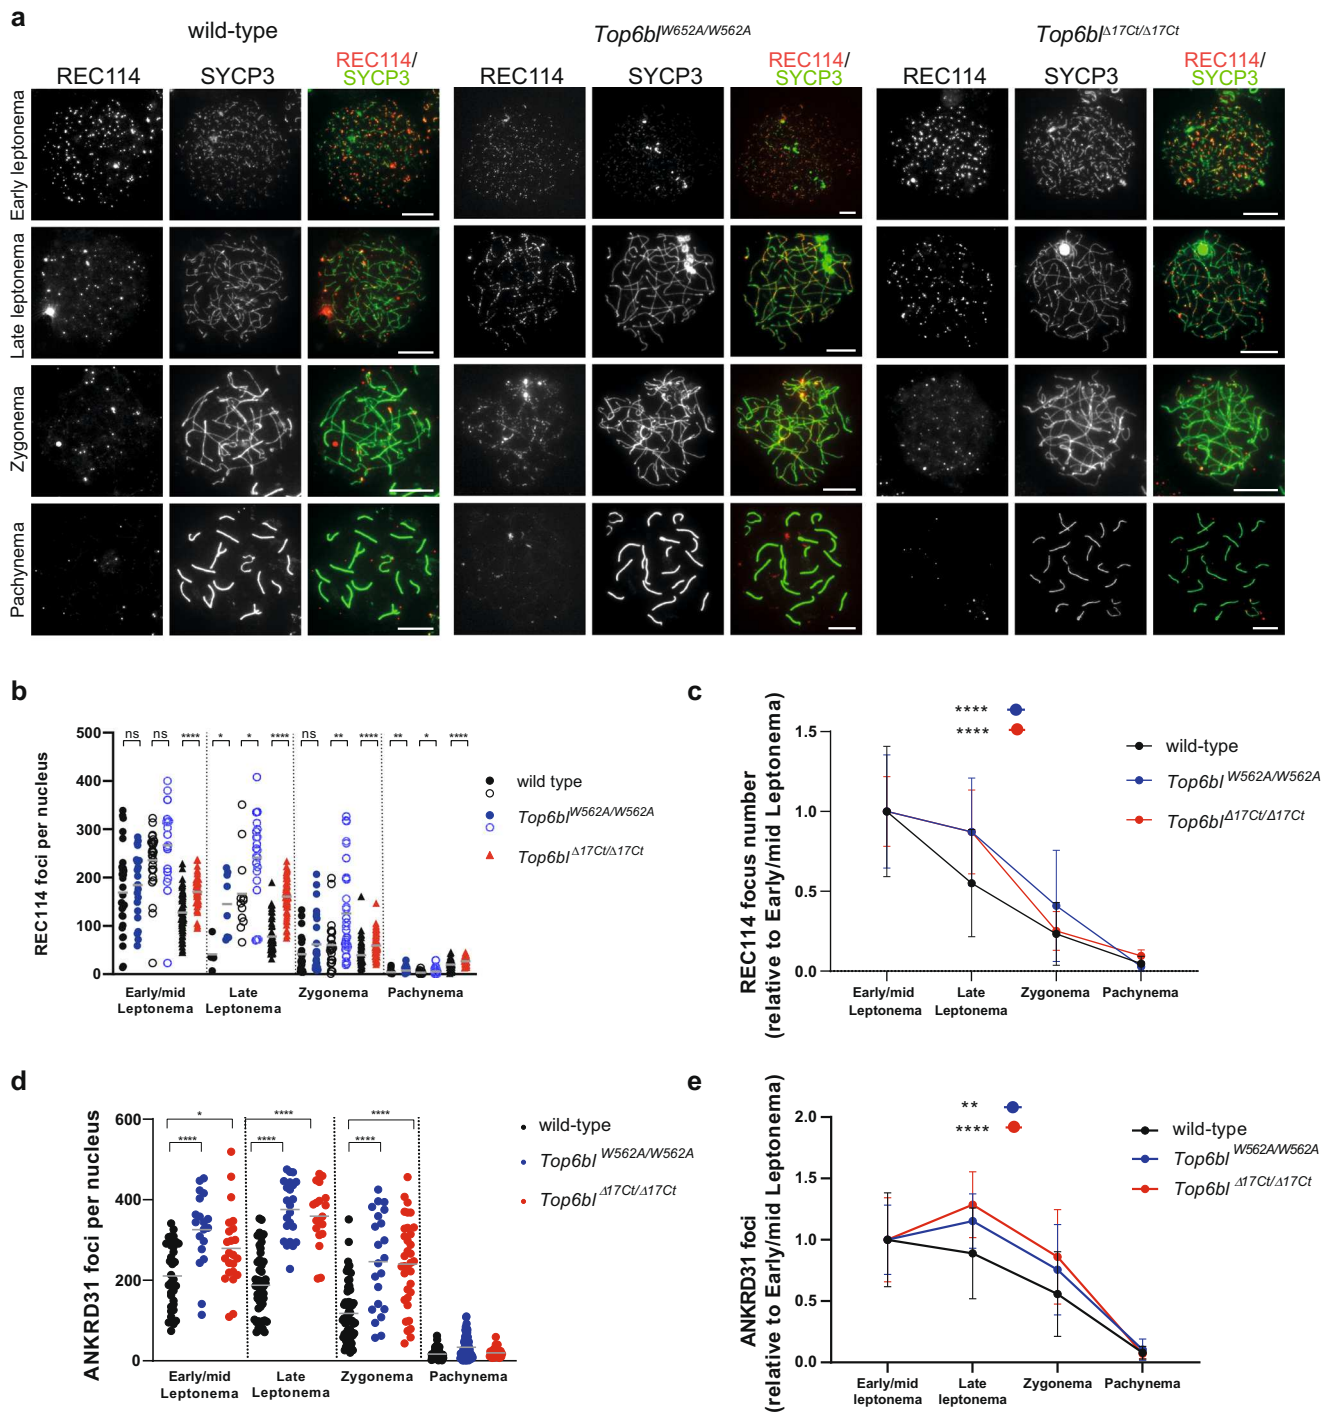 a
wild-type
Top6bl^W652A/W562A
Top6bl^Δ17Ct/Δ17Ct
REC114
SYCP3
REC114/
SYCP3
REC114
SYCP3
REC114/
SYCP3
REC114
SYCP3
REC114/
SYCP3
Early leptonema
Late leptonema
Zygonema
Pachynema
b
REC114 foci per nucleus
500
400
300
200
100
0
ns
ns
****
*
*
****
ns
**
****
**
*
****
Early/mid
Leptonema
Late
Leptonema
Zygonema
Pachynema
wild type
Top6bl^W562A/W562A
Top6bl^Δ17Ct/Δ17Ct
c
REC114 focus number
(relative to Early/mid Leptonema)
1.5
1.0
0.5
0.0
****
****
Early/mid
Leptonema
Late
Leptonema
Zygonema
Pachynema
wild-type
Top6bl^W562A/W562A
Top6bl^Δ17Ct/Δ17Ct
d
ANKRD31 foci per nucleus
600
400
200
0
*
****
****
****
****
****
Early/mid
Leptonema
Late
Leptonema
Zygonema
Pachynema
wild-type
Top6bl^W562A/W562A
Top6bl^Δ17Ct/Δ17Ct
e
ANKRD31 foci
(relative to Early/mid Leptonema)
2.0
1.5
1.0
0.5
0.0
**
****
Early/mid
leptonema
Late
leptonema
Zygonema
Pachynema
wild-type
Top6bl^W562A/W562A
Top6bl^Δ17Ct/Δ17Ct